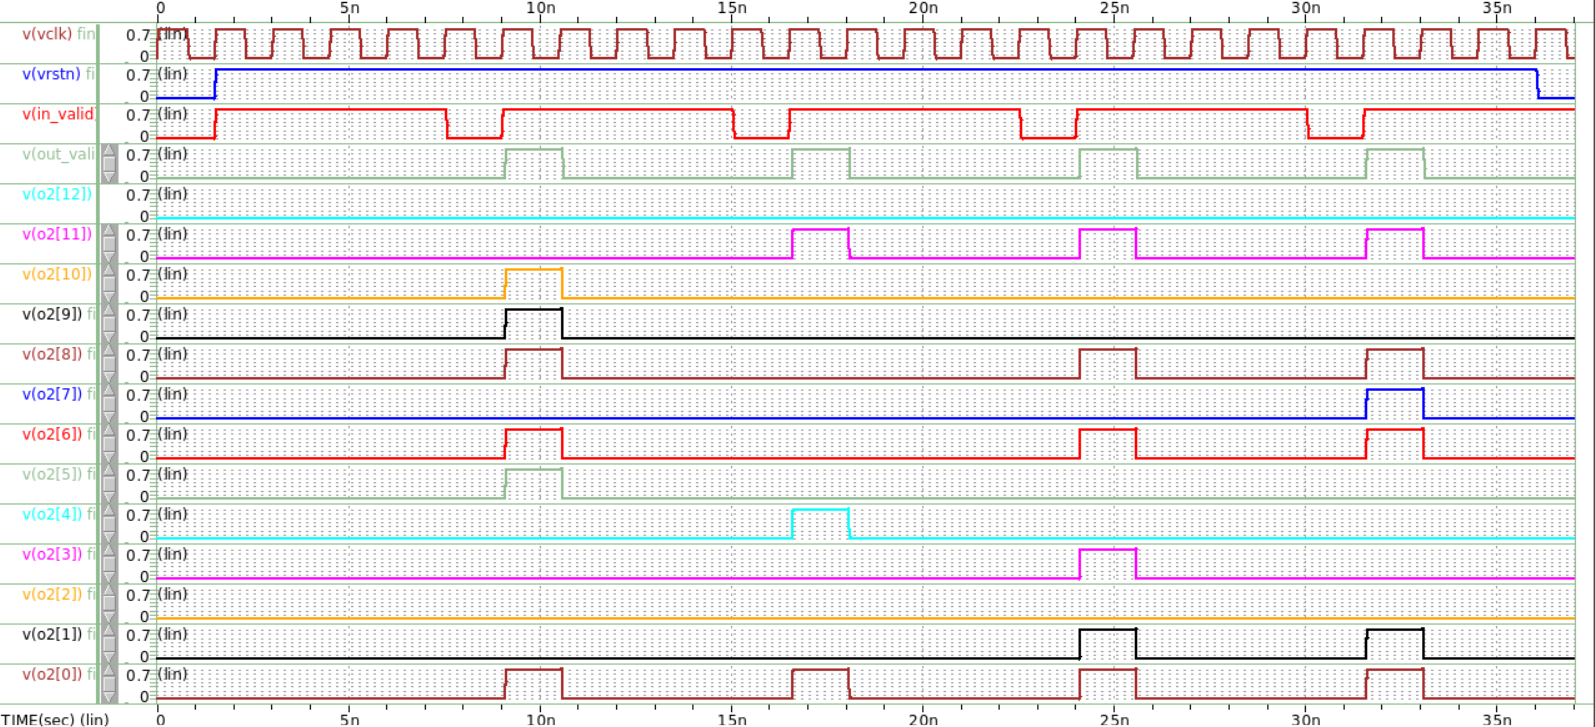 0 5n 10n 15n 20n 25n 30n 35n
v(vclk) fin 0.7 (lin)
0
v(vrstn) fi 0.7 (lin)
0
v(in_valid) 0.7 (lin)
0
v(out_vali 0.7 (lin)
0
v(o2[12]) 0.7 (lin)
0
v(o2[11]) 0.7 (lin)
0
v(o2[10]) 0.7 (lin)
0
v(o2[9]) fi 0.7 (lin)
0
v(o2[8]) fi 0.7 (lin)
0
v(o2[7]) fi 0.7 (lin)
0
v(o2[6]) fi 0.7 (lin)
0
v(o2[5]) fi 0.7 (lin)
0
v(o2[4]) fi 0.7 (lin)
0
v(o2[3]) fi 0.7 (lin)
0
v(o2[2]) fi 0.7 (lin)
0
v(o2[1]) fi 0.7 (lin)
0
v(o2[0]) fi 0.7 (lin)
0
TIME(sec) (lin) 0 5n 10n 15n 20n 25n 30n 35n